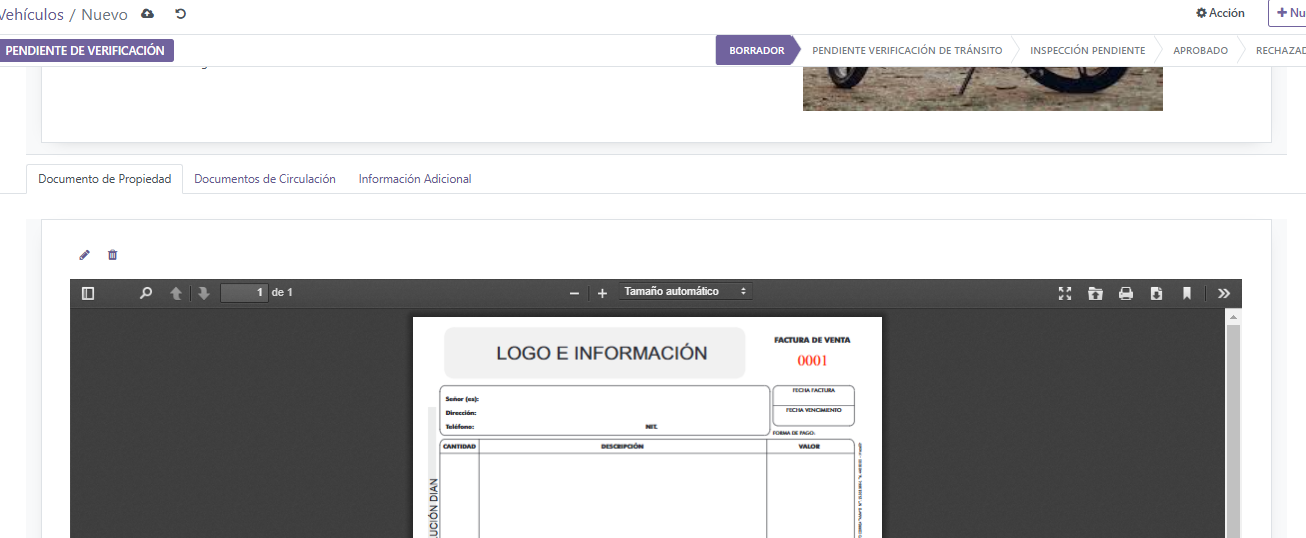 Vehículos / Nuevo
Acción
Nu
PENDIENTE DE VERIFICACIÓN
BORRADOR
PENDIENTE VERIFICACIÓN DE TRÁNSITO
INSPECCIÓN PENDIENTE
APROBADO
RECHAZAD
Documento de Propiedad
Documentos de Circulación
Información Adicional
1 de 1
Tamaño automático
LOGO E INFORMACIÓN
FACTURA DE VENTA
0001
Señor (es):
Dirección:
Teléfono:
NIT.
FECHA FACTURA
FECHA VENCIMIENTO
FORMA DE PAGO:
CANTIDAD
DESCRIPCIÓN
VALOR
UCIÓN DIAN